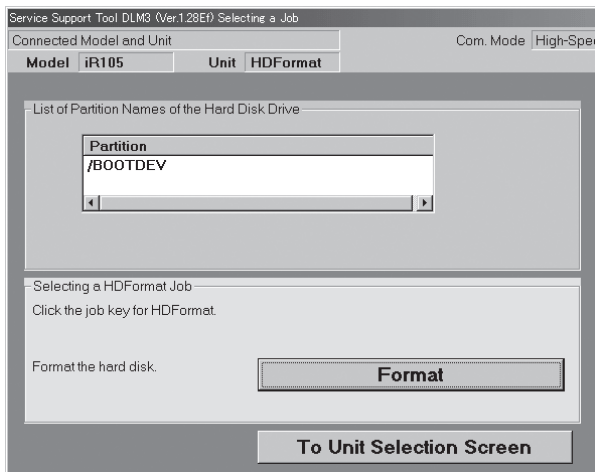 Service Support Tool DLM3 (Ver.1.28Ef) Selecting a Job
Connected Model and Unit
Com. Mode High-Spee
Model iR105 Unit HDFormat
List of Partition Names of the Hard Disk Drive
Partition
/BOOTDEV
Selecting a HDFormat Job
Click the job key for HDFormat.
Format the hard disk.
Format
To Unit Selection Screen